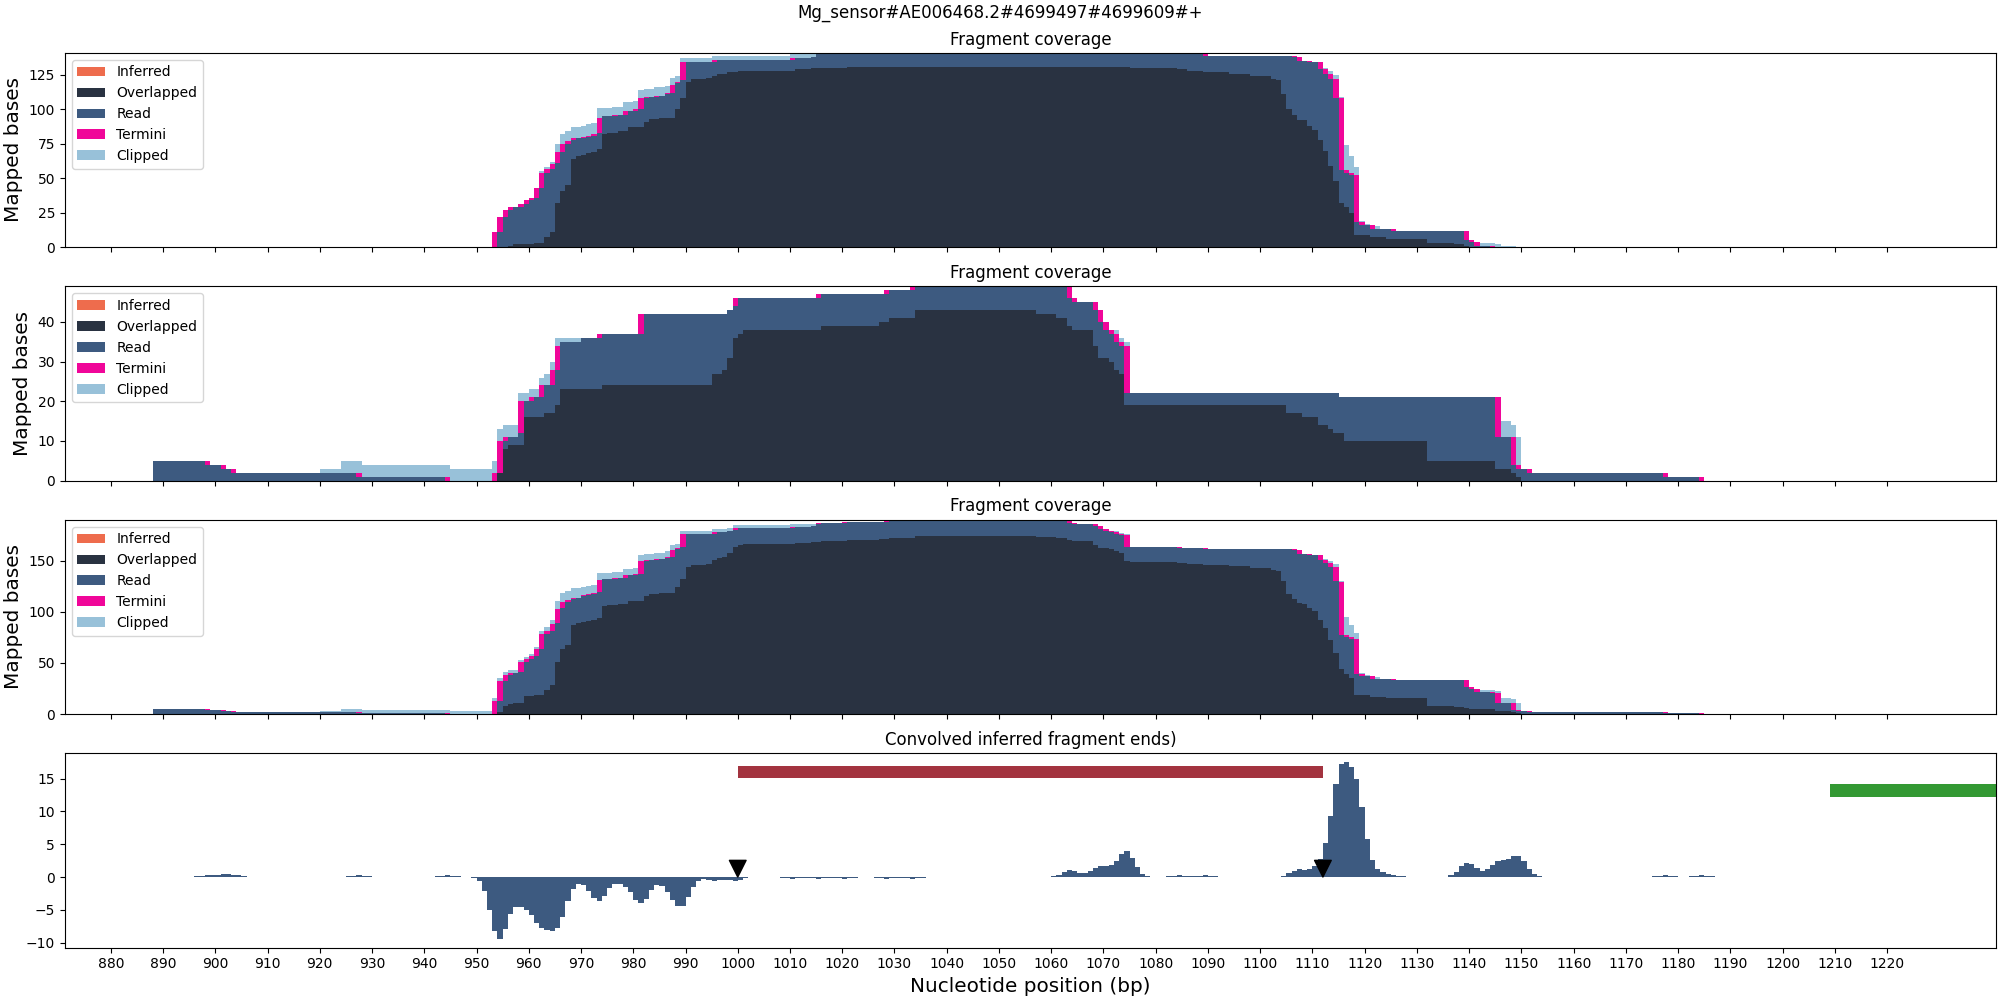 Mg_sensor#AE006468.2#4699497#4699609#+
Fragment coverage
Mapped bases
125
100
75
50
25
0
Inferred
Overlapped
Read
Termini
Clipped
Fragment coverage
Mapped bases
40
30
20
10
0
Inferred
Overlapped
Read
Termini
Clipped
Fragment coverage
Mapped bases
150
100
50
0
Inferred
Overlapped
Read
Termini
Clipped
Convolved inferred fragment ends)
15
10
5
0
−5
−10
880 890 900 910 920 930 940 950 960 970 980 990 1000 1010 1020 1030 1040 1050 1060 1070 1080 1090 1100 1110 1120 1130 1140 1150 1160 1170 1180 1190 1200 1210 1220
Nucleotide position (bp)